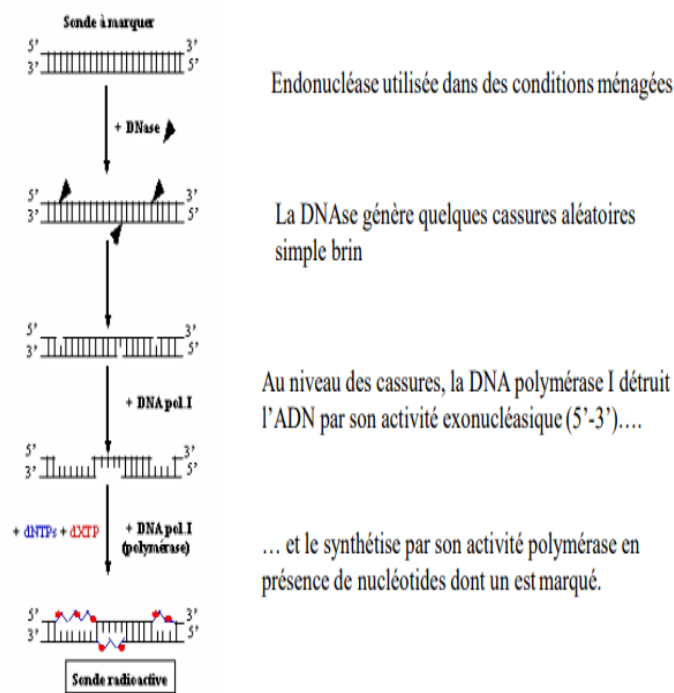 Sonde à marquer
5' 3'
3' 5'
Endonucléase utilisée dans des conditions ménagées
+ DNase
5' 3'
3' 5'
La DNAse génère quelques cassures aléatoires
simple brin
5' 3'
3' 5'
Au niveau des cassures, la DNA polymérase I détruit
l'ADN par son activité exonucléasique (5'-3')….
+ DNA pol.I
5' 3'
3' 5'
+ dNTPs + dXTP
+ DNA pol.I
(polymérase)
… et le synthétise par son activité polymérase en
présence de nucléotides dont un est marqué.
5' 3'
3' 5'
Sonde radioactive